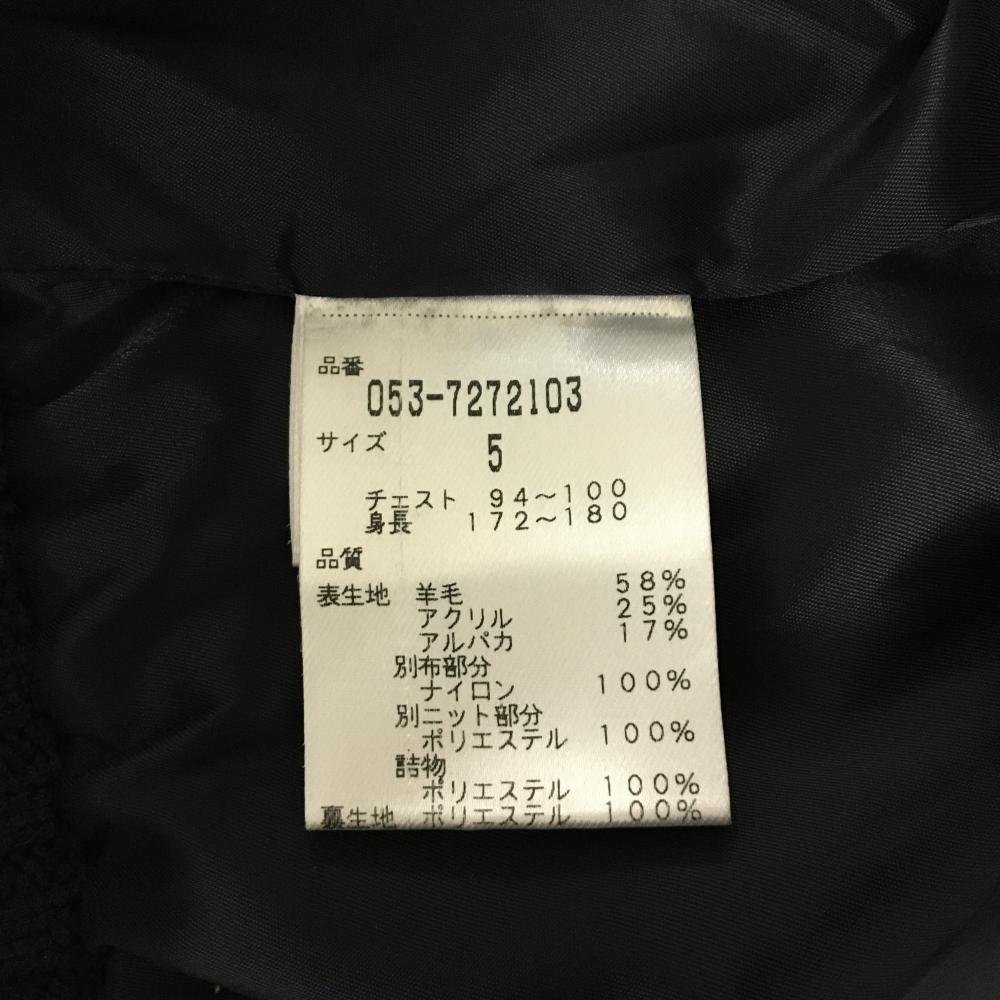 品番
053-7272103
サイズ 5
チェスト 94～100
身長 172～180
品質
表生地 羊毛 58%
アクリル 25%
アルパカ 17%
別布部分
ナイロン 100%
別ニット部分
ポリエステル 100%
詰物
ポリエステル 100%
裏生地 ポリエステル 100%